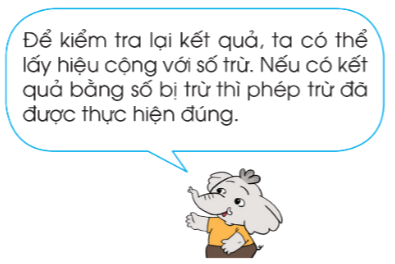 Để kiểm tra lại kết quả, ta có thể
lấy hiệu cộng với số trừ. Nếu có kết
quả bằng số bị trừ thì phép trừ đã
được thực hiện đúng.